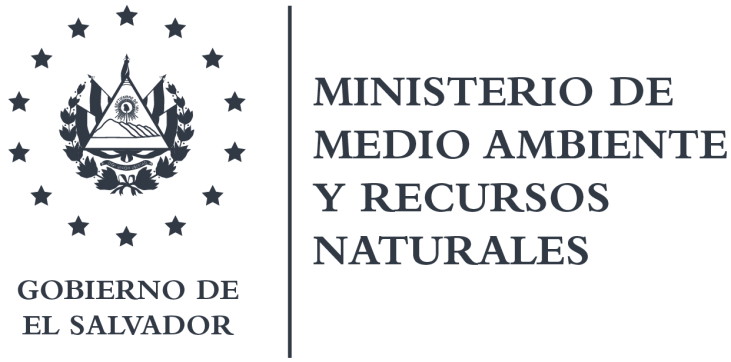 GOBIERNO DE
EL SALVADOR
MINISTERIO DE
MEDIO AMBIENTE
Y RECURSOS
NATURALES